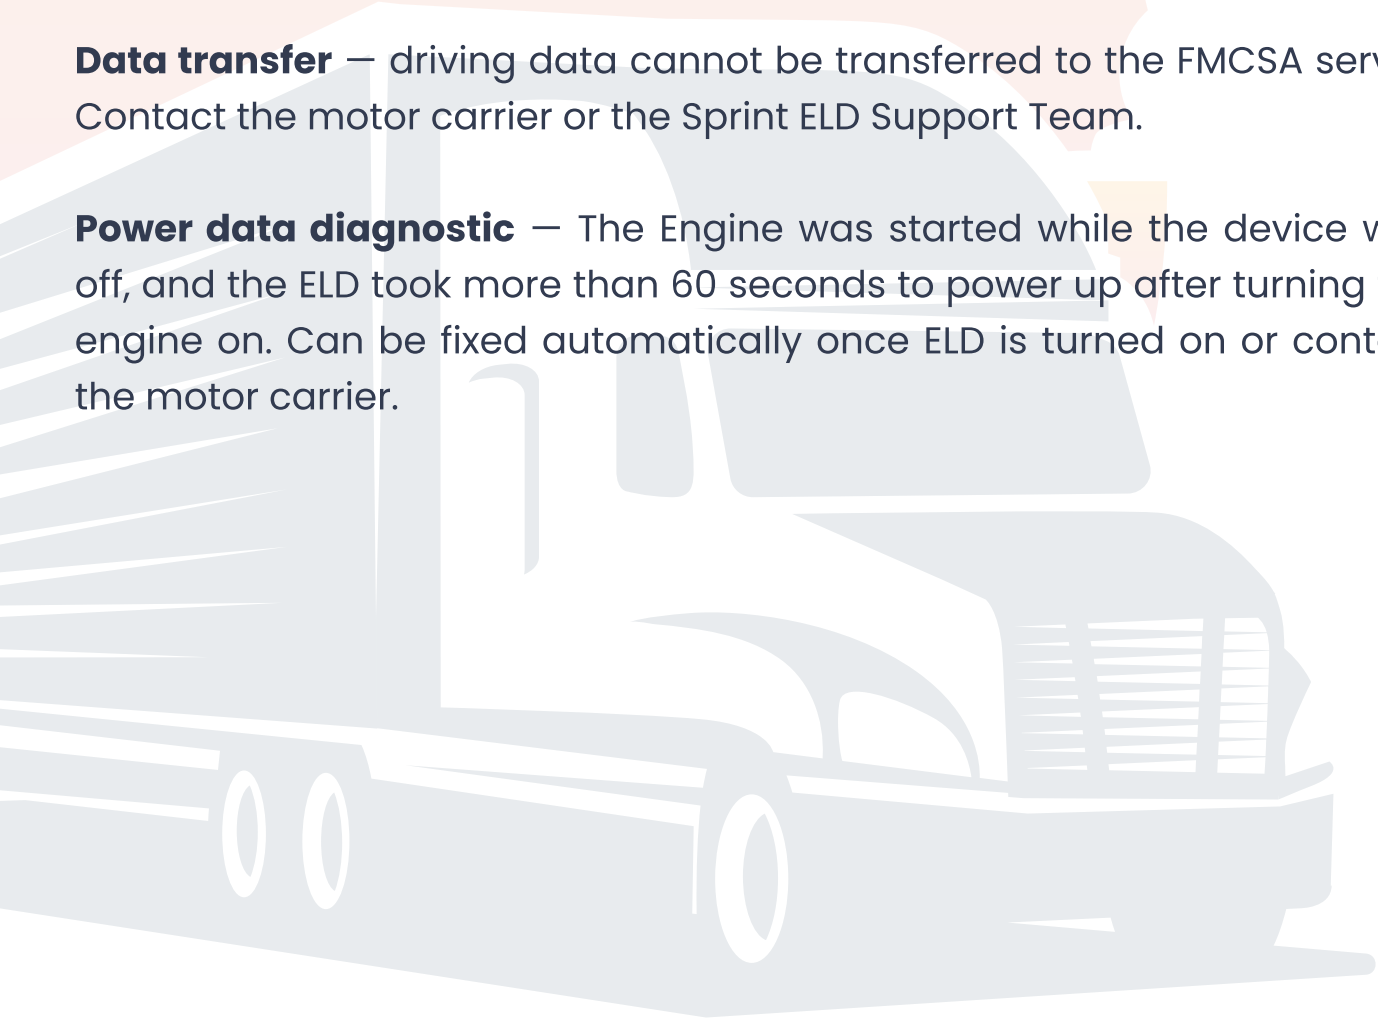 Data transfer — driving data cannot be transferred to the FMCSA
Contact the motor carrier or the Sprint ELD Support Team.
Power data diagnostic — The Engine was started while the device
off, and the ELD took more than 60 seconds to power up after turning
engine on. Can be fixed automatically once ELD is turned on or
the motor carrier.